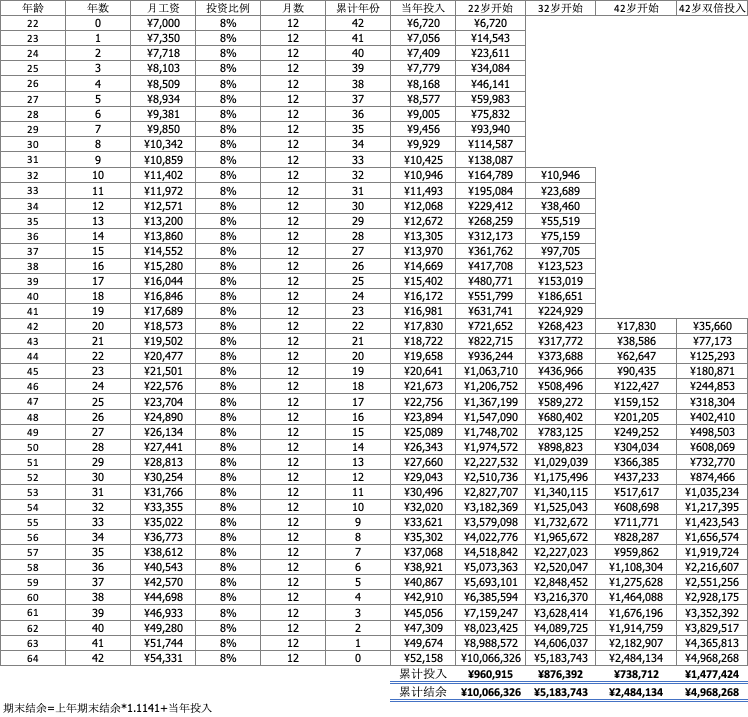 年龄 年数 月工资 投资比例 月数 累计年份 当年投入 22岁开始 32岁开始 42岁开始 42岁双倍投入
22 0 ¥7,000 8% 12 42 ¥6,720 ¥6,720
23 1 ¥7,350 8% 12 41 ¥7,056 ¥14,543
24 2 ¥7,718 8% 12 40 ¥7,409 ¥23,611
25 3 ¥8,103 8% 12 39 ¥7,779 ¥34,084
26 4 ¥8,509 8% 12 38 ¥8,168 ¥46,141
27 5 ¥8,934 8% 12 37 ¥8,577 ¥59,983
28 6 ¥9,381 8% 12 36 ¥9,005 ¥75,832
29 7 ¥9,850 8% 12 35 ¥9,456 ¥93,940
30 8 ¥10,342 8% 12 34 ¥9,929 ¥114,587
31 9 ¥10,859 8% 12 33 ¥10,425 ¥138,087
32 10 ¥11,402 8% 12 32 ¥10,946 ¥164,789 ¥10,946
33 11 ¥11,972 8% 12 31 ¥11,493 ¥195,084 ¥23,689
34 12 ¥12,571 8% 12 30 ¥12,068 ¥229,412 ¥38,460
35 13 ¥13,200 8% 12 29 ¥12,672 ¥268,259 ¥55,519
36 14 ¥13,860 8% 12 28 ¥13,305 ¥312,173 ¥75,159
37 15 ¥14,552 8% 12 27 ¥13,970 ¥361,762 ¥97,705
38 16 ¥15,280 8% 12 26 ¥14,669 ¥417,708 ¥123,523
39 17 ¥16,044 8% 12 25 ¥15,402 ¥480,771 ¥153,019
40 18 ¥16,846 8% 12 24 ¥16,172 ¥551,799 ¥186,651
41 19 ¥17,689 8% 12 23 ¥16,981 ¥631,741 ¥224,929
42 20 ¥18,573 8% 12 22 ¥17,830 ¥721,652 ¥268,423 ¥17,830 ¥35,660
43 21 ¥19,502 8% 12 21 ¥18,722 ¥822,715 ¥317,772 ¥38,586 ¥77,173
44 22 ¥20,477 8% 12 20 ¥19,658 ¥936,244 ¥373,688 ¥62,647 ¥125,293
45 23 ¥21,501 8% 12 19 ¥20,641 ¥1,063,710 ¥436,966 ¥90,435 ¥180,871
46 24 ¥22,576 8% 12 18 ¥21,673 ¥1,206,752 ¥508,496 ¥122,427 ¥244,853
47 25 ¥23,704 8% 12 17 ¥22,756 ¥1,367,199 ¥589,272 ¥159,152 ¥318,304
48 26 ¥24,890 8% 12 16 ¥23,894 ¥1,547,090 ¥680,402 ¥201,205 ¥402,410
49 27 ¥26,134 8% 12 15 ¥25,089 ¥1,748,702 ¥783,125 ¥249,252 ¥498,503
50 28 ¥27,441 8% 12 14 ¥26,343 ¥1,974,572 ¥898,823 ¥304,034 ¥608,069
51 29 ¥28,813 8% 12 13 ¥27,660 ¥2,227,532 ¥1,029,039 ¥366,385 ¥732,770
52 30 ¥30,254 8% 12 12 ¥29,043 ¥2,510,736 ¥1,175,496 ¥437,233 ¥874,466
53 31 ¥31,766 8% 12 11 ¥30,496 ¥2,827,707 ¥1,340,115 ¥517,617 ¥1,035,234
54 32 ¥33,355 8% 12 10 ¥32,020 ¥3,182,369 ¥1,525,043 ¥608,698 ¥1,217,395
55 33 ¥35,022 8% 12 9 ¥33,621 ¥3,579,098 ¥1,732,672 ¥711,771 ¥1,423,543
56 34 ¥36,773 8% 12 8 ¥35,302 ¥4,022,776 ¥1,965,672 ¥828,287 ¥1,656,574
57 35 ¥38,612 8% 12 7 ¥37,068 ¥4,518,842 ¥2,227,023 ¥959,862 ¥1,919,724
58 36 ¥40,543 8% 12 6 ¥38,921 ¥5,073,363 ¥2,520,047 ¥1,108,304 ¥2,216,607
59 37 ¥42,570 8% 12 5 ¥40,867 ¥5,693,101 ¥2,848,452 ¥1,275,628 ¥2,551,256
60 38 ¥44,698 8% 12 4 ¥42,910 ¥6,385,594 ¥3,216,370 ¥1,464,088 ¥2,928,175
61 39 ¥46,933 8% 12 3 ¥45,056 ¥7,159,247 ¥3,628,414 ¥1,676,196 ¥3,352,392
62 40 ¥49,280 8% 12 2 ¥47,309 ¥8,023,425 ¥4,089,725 ¥1,914,759 ¥3,829,517
63 41 ¥51,744 8% 12 1 ¥49,674 ¥8,988,572 ¥4,606,037 ¥2,182,907 ¥4,365,813
64 42 ¥54,331 8% 12 0 ¥52,158 ¥10,066,326 ¥5,183,743 ¥2,484,134 ¥4,968,268
累计投入 ¥960,915 ¥876,392 ¥738,712 ¥1,477,424
累计结余 ¥10,066,326 ¥5,183,743 ¥2,484,134 ¥4,968,268
期末结余=上年期末结余*1.1141+当年投入